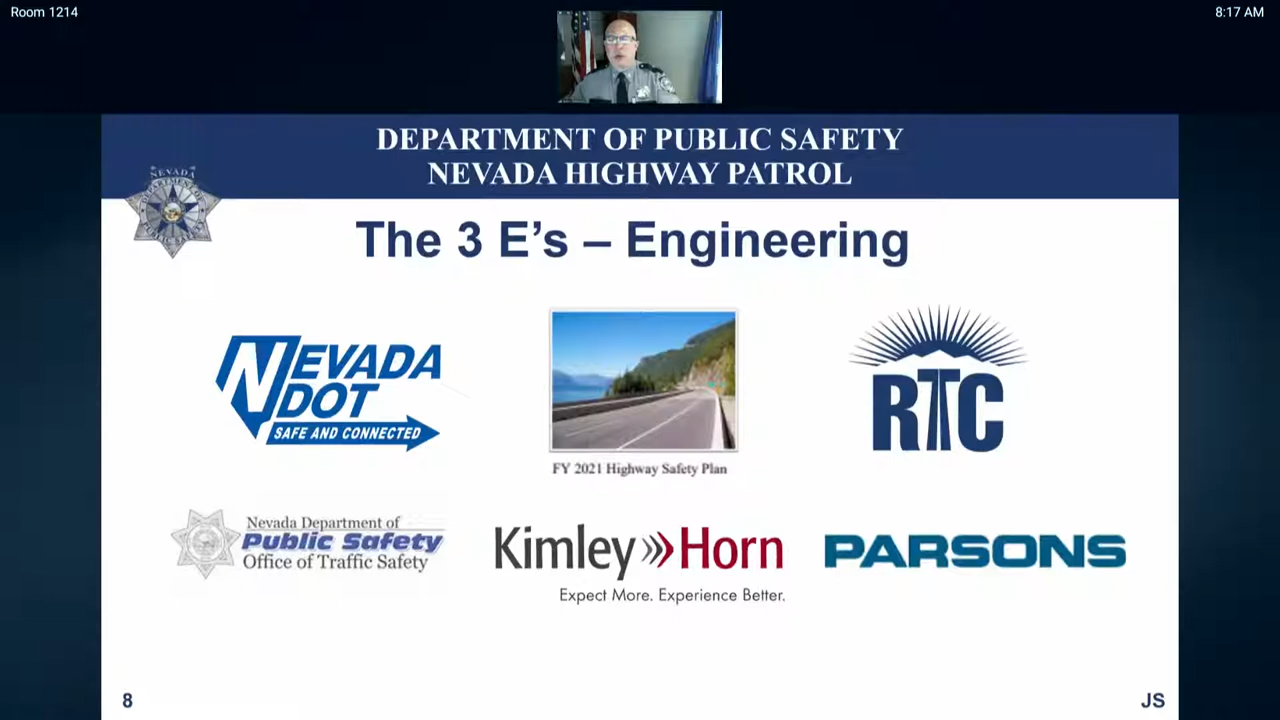 Room 1214
8:17 AM
DEPARTMENT OF PUBLIC SAFETY
NEVADA HIGHWAY PATROL
NEVADA
The 3 E's – Engineering
NEVADA
DOT
SAFE AND CONNECTED
FY 2021 Highway Safety Plan
RTC
Nevada Department of
Public Safety
Office of Traffic Safety
Kimley Horn
Expect More. Experience Better.
PARSONS
8
JS